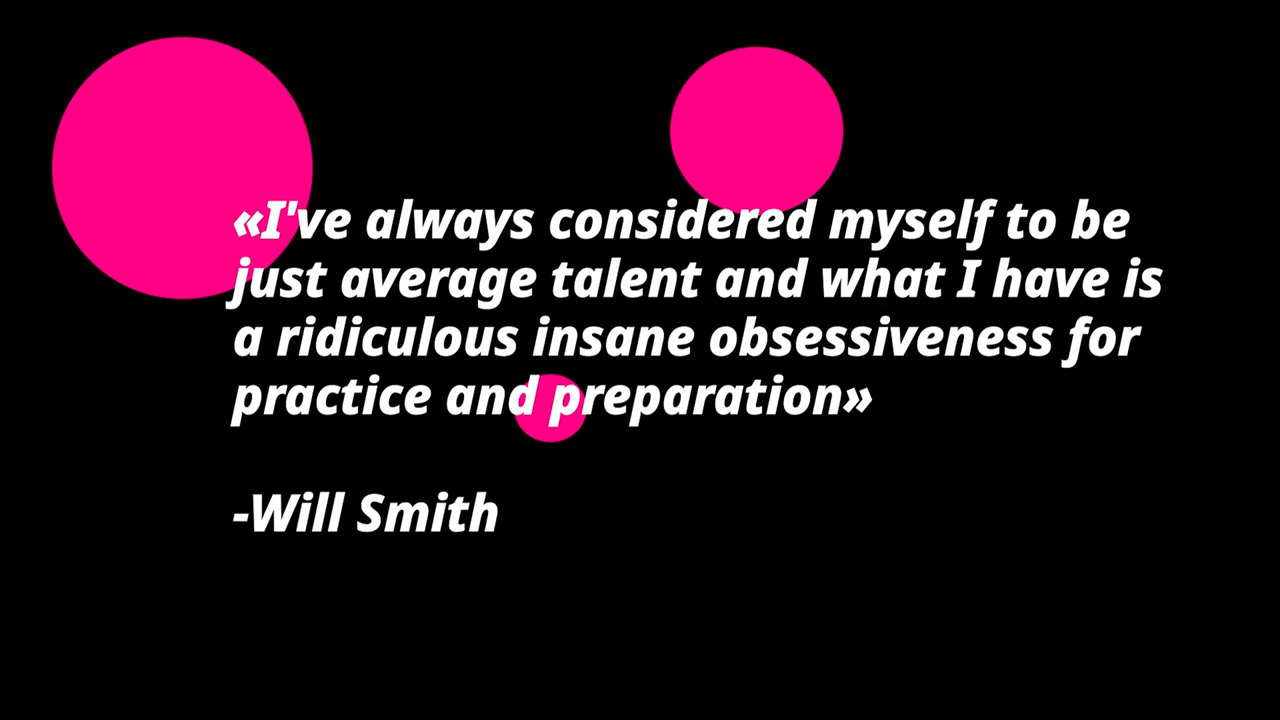 «I've always considered myself to be
just average talent and what I have is
a ridiculous insane obsessiveness for
practice and preparation»
-Will Smith